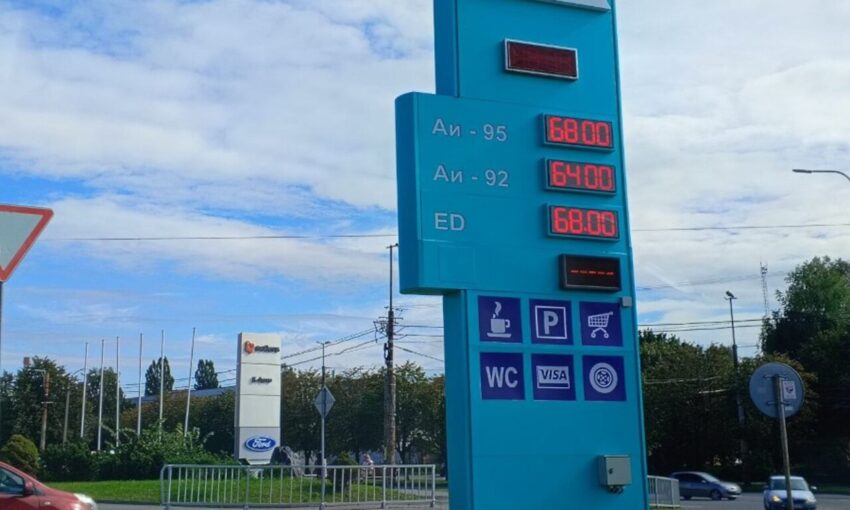 Аи - 95 68.00
Аи - 92 64.00
ED 68.00
-----
P
WC VISA
Ford